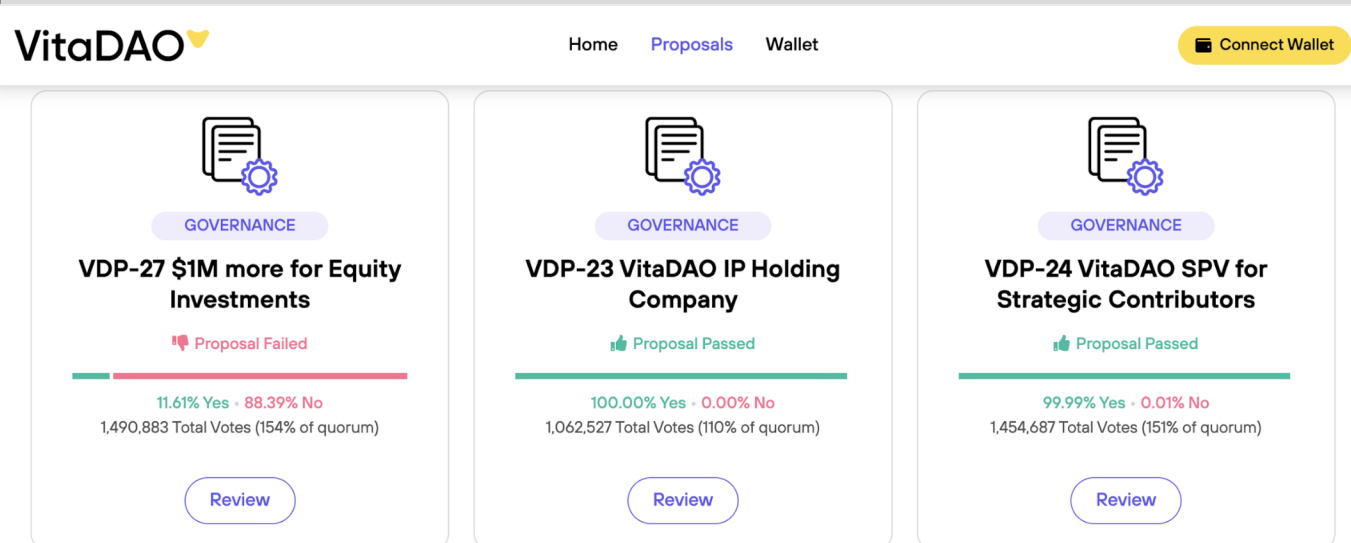 VitaDAO
Home
Proposals
Wallet
Connect Wallet
GOVERNANCE
VDP-27 $1M more for Equity
Investments
Proposal Failed
11.61% Yes • 88.39% No
1,490,883 Total Votes (154% of quorum)
Review
GOVERNANCE
VDP-23 VitaDAO IP Holding
Company
Proposal Passed
100.00% Yes • 0.00% No
1,062,527 Total Votes (110% of quorum)
Review
GOVERNANCE
VDP-24 VitaDAO SPV for
Strategic Contributors
Proposal Passed
99.99% Yes • 0.01% No
1,454,687 Total Votes (151% of quorum)
Review